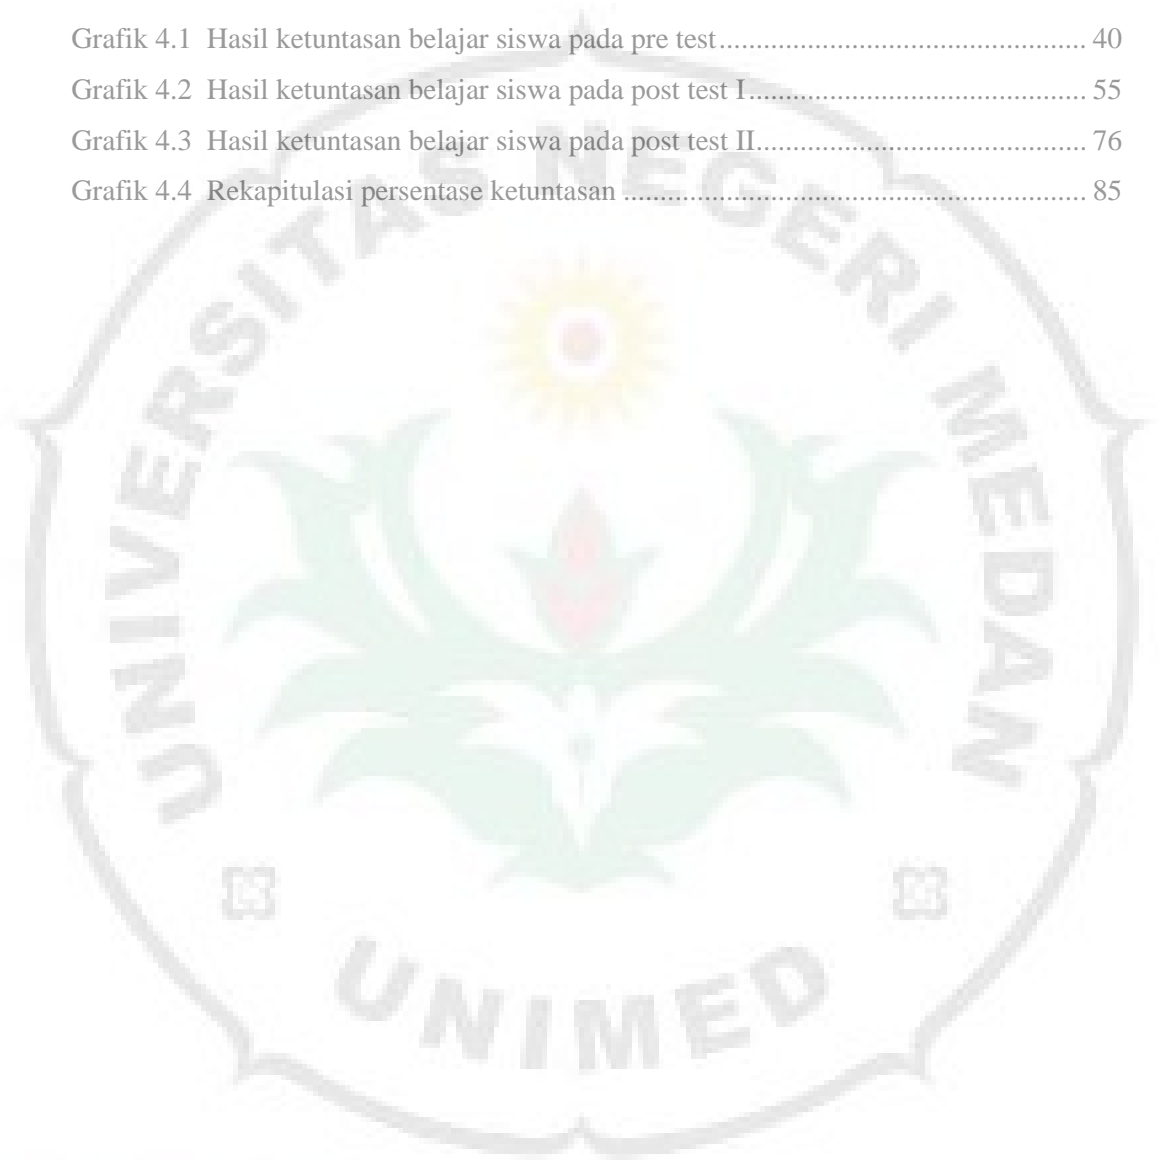 Grafik 4.1 Hasil ketuntasan belajar siswa pada pre test............................................ 40
Grafik 4.2 Hasil ketuntasan belajar siswa pada post test I........................................ 55
Grafik 4.3 Hasil ketuntasan belajar siswa pada post test II....................................... 76
Grafik 4.4 Rekapitulasi persentase ketuntasan ......................................................... 85
UNIVERSITAS NEGERI MEDAN
UNIMED